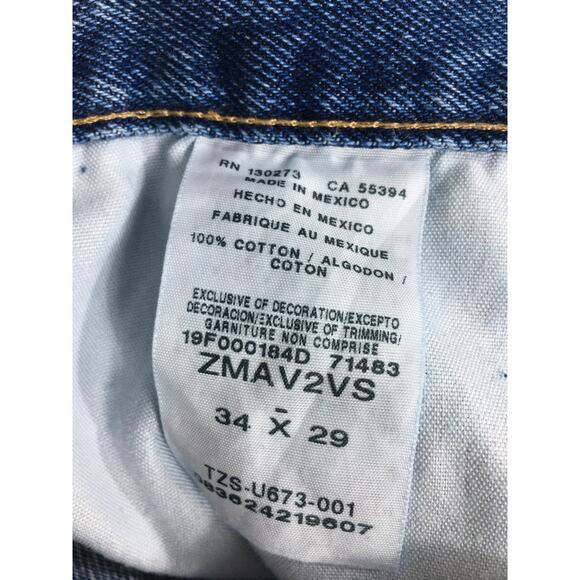 RN 130273 CA 55394
MADE IN MEXICO
HECHO EN MEXICO
FABRIQUE AU MEXIQUE
100% COTTON / ALGODON /
COTON
EXCLUSIVE OF DECORATION/EXCEPTO
DECORACION/EXCLUSIVE OF TRIMMING/
GARNITURE NON COMPRISE
19F000184D 71483
ZMAV2VS
34 X 29
TZS-U673-001
083624219607